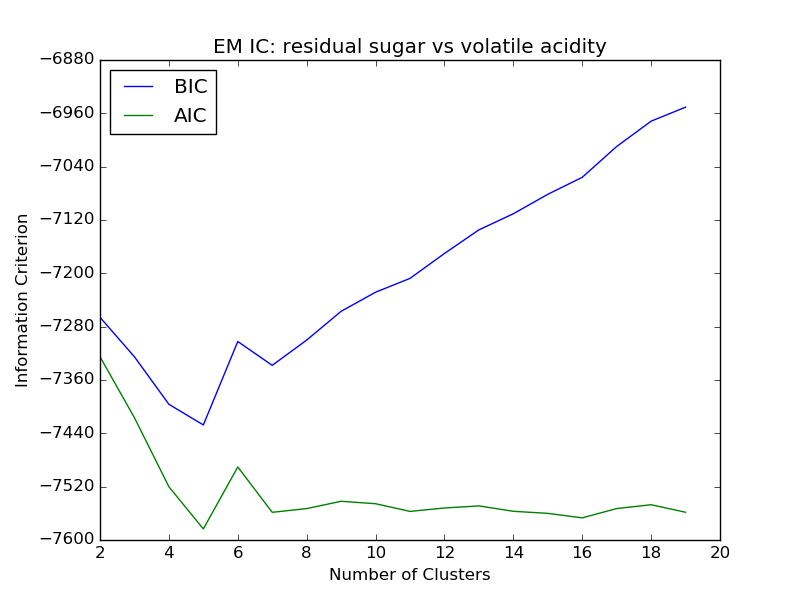 EM IC: residual sugar vs volatile acidity
−6880
−6960
−7040
−7120
−7200
−7280
−7360
−7440
−7520
−7600
Information Criterion
BIC
AIC
2 4 6 8 10 12 14 16 18 20
Number of Clusters